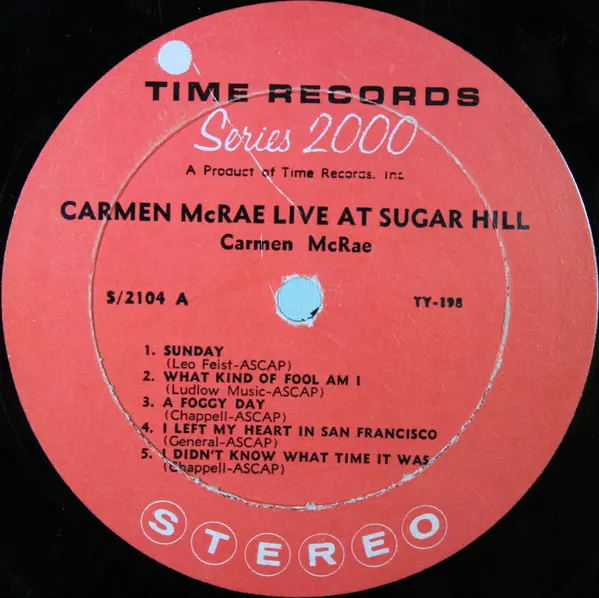 TIME RECORDS
Series 2000
A Product of Time Records, Inc
CARMEN McRAE LIVE AT SUGAR HILL
Carmen McRae
S/2104 A
TY-198
1. SUNDAY
(Leo Feist-ASCAP)
2. WHAT KIND OF FOOL AM I
(Ludlow Music-ASCAP)
3. A FOGGY DAY
(Chappell-ASCAP)
4. I LEFT MY HEART IN SAN FRANCISCO
(General-ASCAP)
5. I DIDN'T KNOW WHAT TIME IT WAS
(Chappell-ASCAP)
STEREO